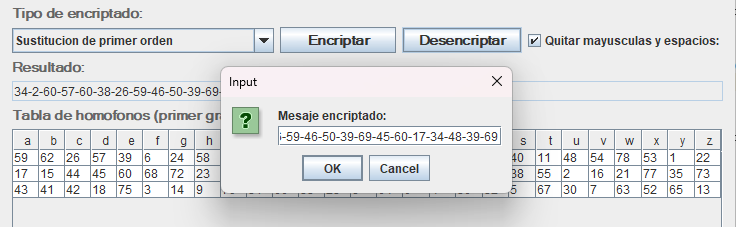 Tipo de encriptado:
Sustitucion de primer orden Encriptar Desencriptar Quitar mayusculas y espacios:
Resultado:
34-2-60-57-60-38-26-59-46-50-39-69
Input
Mesaje encriptado:
-59-46-50-39-69-45-60-17-34-48-39-69
OK Cancel
Tabla de homofonos (primer
a b c d e f g h s t u v w x y z
59 62 26 57 39 6 24 58 40 11 48 54 78 53 1 22
17 15 44 45 60 68 72 23 38 55 2 16 21 77 35 73
43 41 42 18 75 3 14 9 5 67 30 7 63 52 65 13